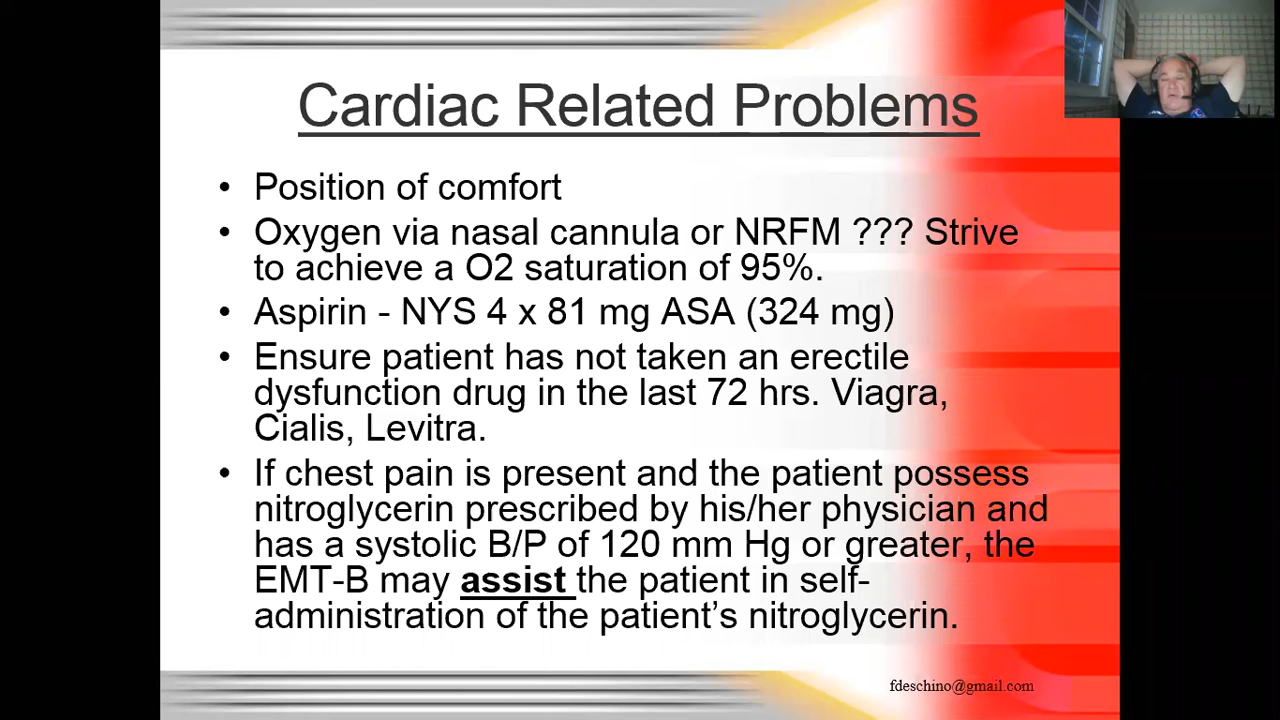 Cardiac Related Problems
• Position of comfort
• Oxygen via nasal cannula or NRFM ??? Strive
to achieve a O2 saturation of 95%.
• Aspirin - NYS 4 x 81 mg ASA (324 mg)
• Ensure patient has not taken an erectile
dysfunction drug in the last 72 hrs. Viagra,
Cialis, Levitra.
• If chest pain is present and the patient possess
nitroglycerin prescribed by his/her physician and
has a systolic B/P of 120 mm Hg or greater, the
EMT-B may assist the patient in self-
administration of the patient’s nitroglycerin.
fdeschino@gmail.com